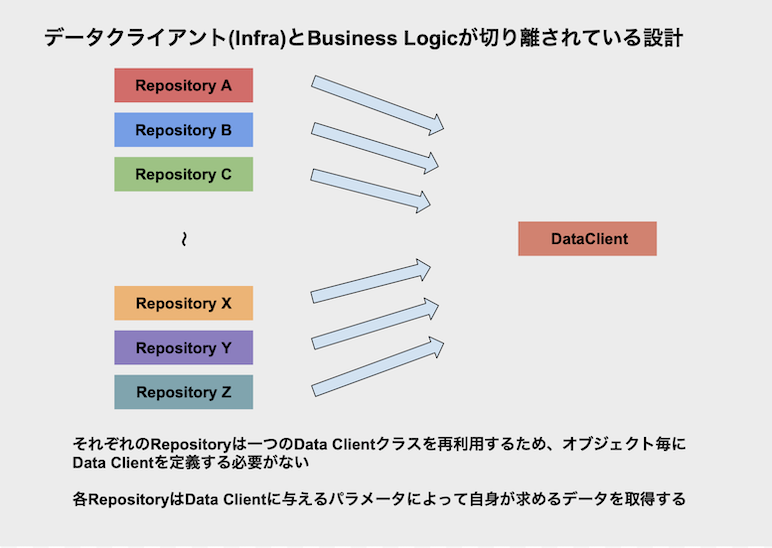 データクライアント(Infra)とBusiness Logicが切り離されている設計
Repository A
Repository B
Repository C
~
Repository X
Repository Y
Repository Z
DataClient
それぞれのRepositoryは一つのData Clientクラスを再利用するため、オブジェクト毎に
Data Clientを定義する必要がない
各RepositoryはData Clientに与えるパラメータによって自身が求めるデータを取得する